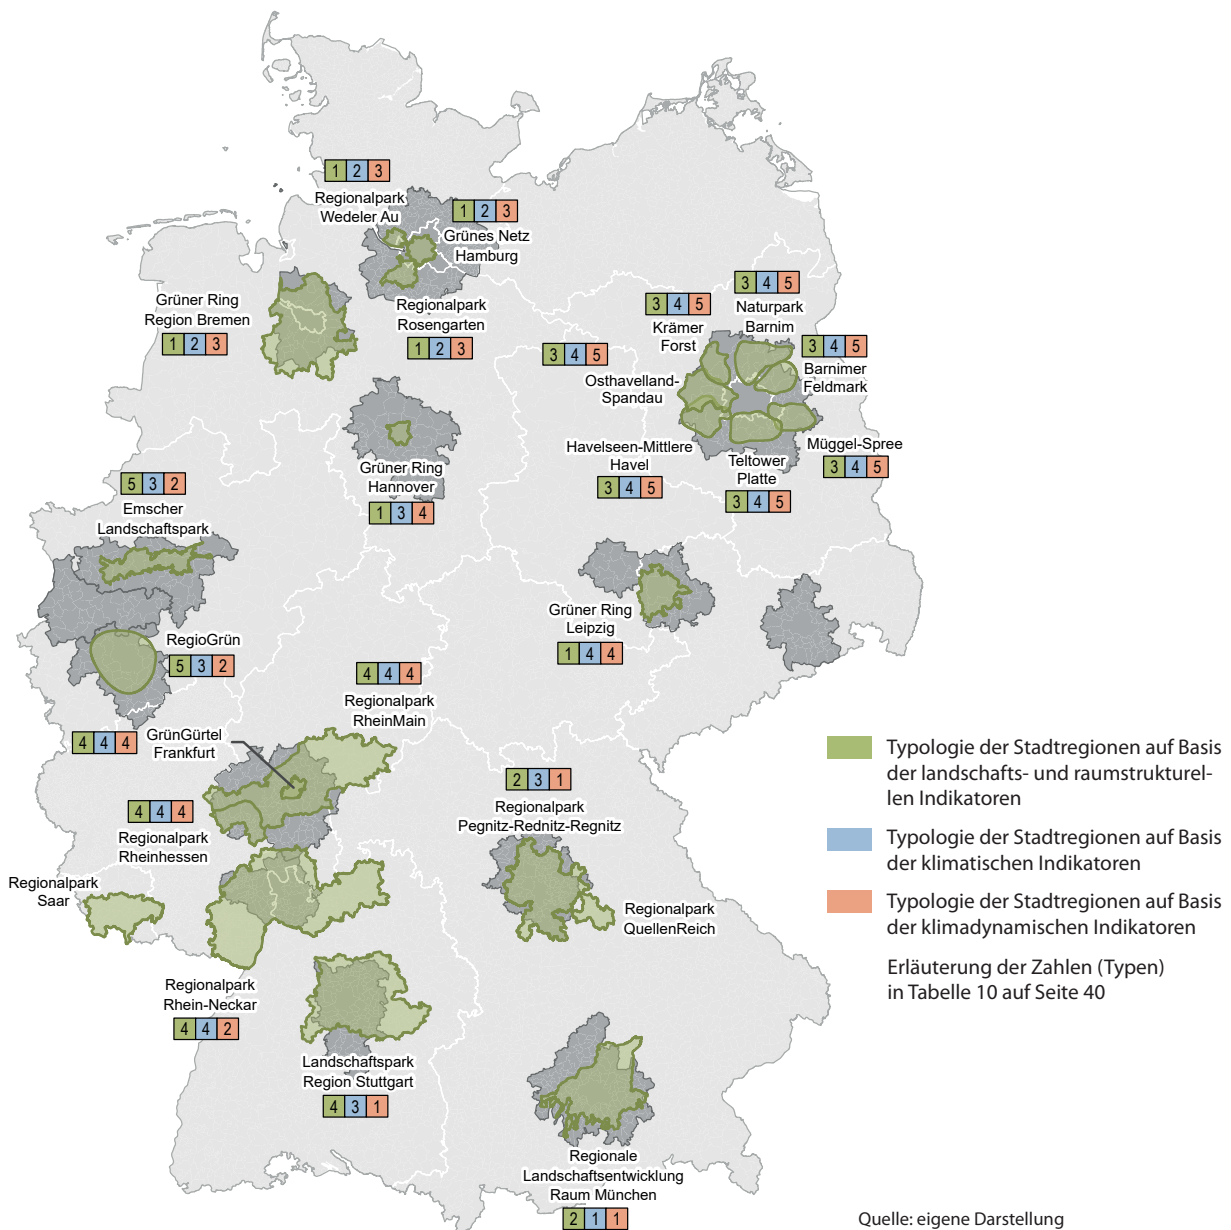 1 2 3
Regionalpark
Wedeler Au
1 2 3
Grünes Netz
Hamburg
Grüner Ring
Region Bremen
1 2 3
Regionalpark
Rosengarten
1 2 3
3 4 5
Naturpark
Barnim
3 4 5
Krämer
Forst
3 4 5
Barnimer
Feldmark
3 4 5
Osthavelland-
Spandau
Havelseen-Mittlere
Havel
3 4 5
Teltower
Platte
3 4 5
Müggel-Spree
3 4 5
Grüner Ring
Hannover
1 3 4
5 3 2
Emscher
Landschaftspark
Grüner Ring
Leipzig
1 4 4
RegioGrün
5 3 2
4 4 4
Regionalpark
RheinMain
GrünGürtel
Frankfurt
4 4 4
4 4 4
Regionalpark
Rheinhessen
2 3 1
Regionalpark
Pegnitz-Rednitz-Regnitz
Regionalpark
Saar
Regionalpark
QuellenReich
Regionalpark
Rhein-Neckar
4 4 2
Landschaftspark
Region Stuttgart
4 3 1
Regionale
Landschaftsentwicklung
Raum München
2 1 1
Typologie der Stadtregionen auf Basis
der landschafts- und raumstrukturel-
len Indikatoren
Typologie der Stadtregionen auf Basis
der klimatischen Indikatoren
Typologie der Stadtregionen auf Basis
der klimadynamischen Indikatoren
Erläuterung der Zahlen (Typen)
in Tabelle 10 auf Seite 40
Quelle: eigene Darstellung